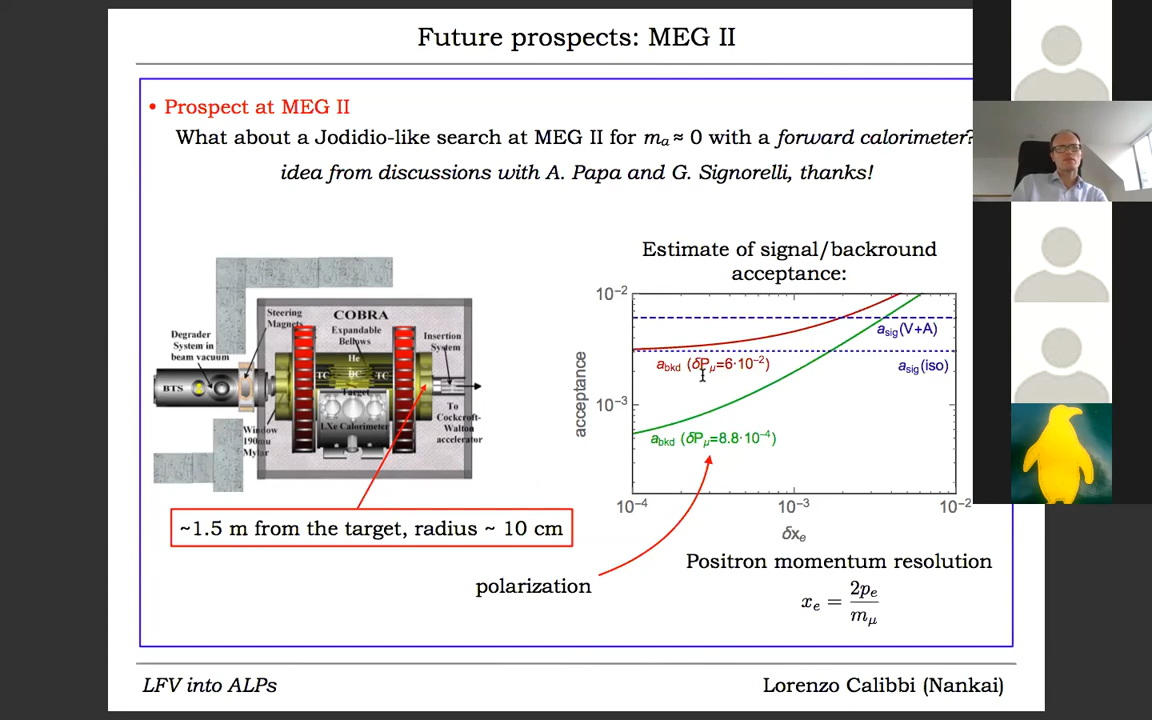 Future prospects: MEG II
• Prospect at MEG II
What about a Jodidio-like search at MEG II for mₐ ≈ 0 with a forward calorimeter?
idea from discussions with A. Papa and G. Signorelli, thanks!
Estimate of signal/backround
acceptance:
Steering
Magnets
COBRA
Degrader
System in
beam vacuum
Expandable
Bellows
Insertion
System
He
BTS
TC
DC
TC
Target
LXe Calorimeter
Window
190mu
Mylar
To
Cockcroft-
Walton
accelerator
~1.5 m from the target, radius ~ 10 cm
polarization
acceptance
10⁻²
10⁻³
a_sig(V+A)
a_sig(iso)
a_bkd (δP_μ=6·10⁻²)
a_bkd (δP_μ=8.8·10⁻⁴)
10⁻⁴
10⁻³
10⁻²
δx_e
Positron momentum resolution
x_e = 2p_e / m_μ
LFV into ALPs
Lorenzo Calibbi (Nankai)